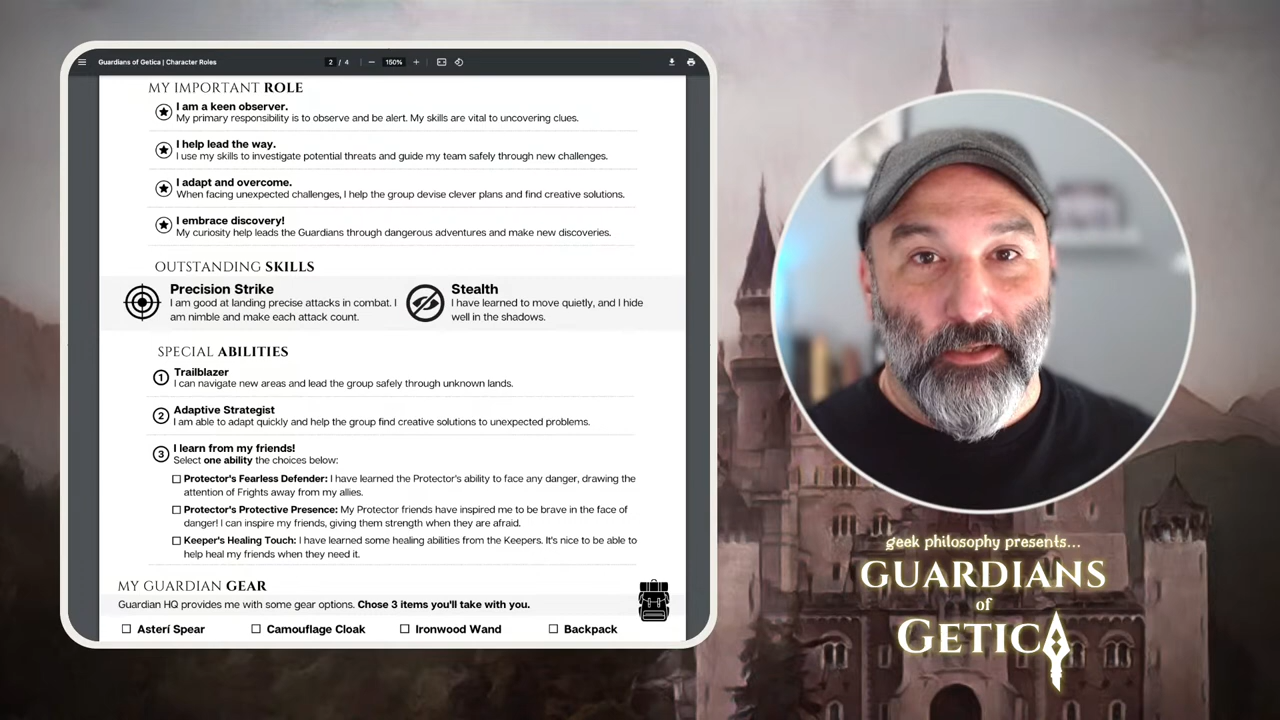 Guardians of Getica | Character Roles
2 / 4
150%
MY IMPORTANT ROLE
I am a keen observer.
My primary responsibility is to observe and be alert. My skills are vital to uncovering clues.
I help lead the way.
I use my skills to investigate potential threats and guide my team safely through new challenges.
I adapt and overcome.
When facing unexpected challenges, I help the group devise clever plans and find creative solutions.
I embrace discovery!
My curiosity help leads the Guardians through dangerous adventures and make new discoveries.
OUTSTANDING SKILLS
Precision Strike
I am good at landing precise attacks in combat. I
am nimble and make each attack count.
Stealth
I have learned to move quietly, and I hide
well in the shadows.
SPECIAL ABILITIES
1 Trailblazer
I can navigate new areas and lead the group safely through unknown lands.
2 Adaptive Strategist
I am able to adapt quickly and help the group find creative solutions to unexpected problems.
3 I learn from my friends!
Select one ability the choices below:
Protector's Fearless Defender: I have learned the Protector's ability to face any danger, drawing the
attention of Frights away from my allies.
Protector's Protective Presence: My Protector friends have inspired me to be brave in the face of
danger! I can inspire my friends, giving them strength when they are afraid.
Keeper's Healing Touch: I have learned some healing abilities from the Keepers. It's nice to be able to
help heal my friends when they need it.
MY GUARDIAN GEAR
Guardian HQ provides me with some gear options. Chose 3 items you'll take with you.
Asterí Spear
Camouflage Cloak
Ironwood Wand
Backpack
geek philosophy presents...
GUARDIANS
of
GETICA